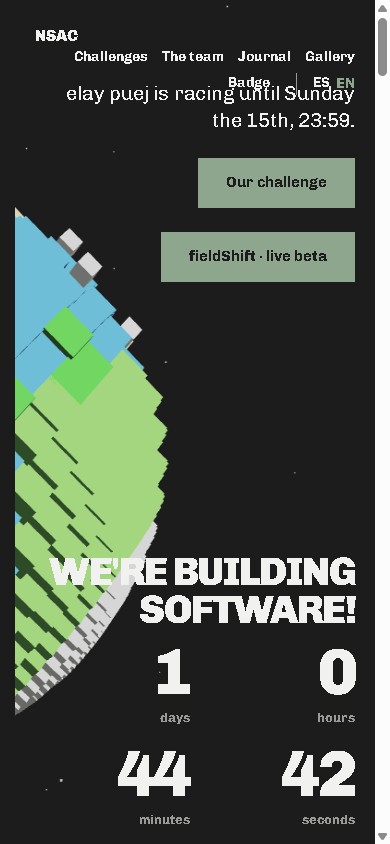 NSAC
Challenges The team Journal Gallery
Badge ES EN
elay puej is racing until Sunday
the 15th, 23:59.
Our challenge
fieldShift · live beta
WE'RE BUILDING
SOFTWARE!
1 0
days hours
44 42
minutes seconds